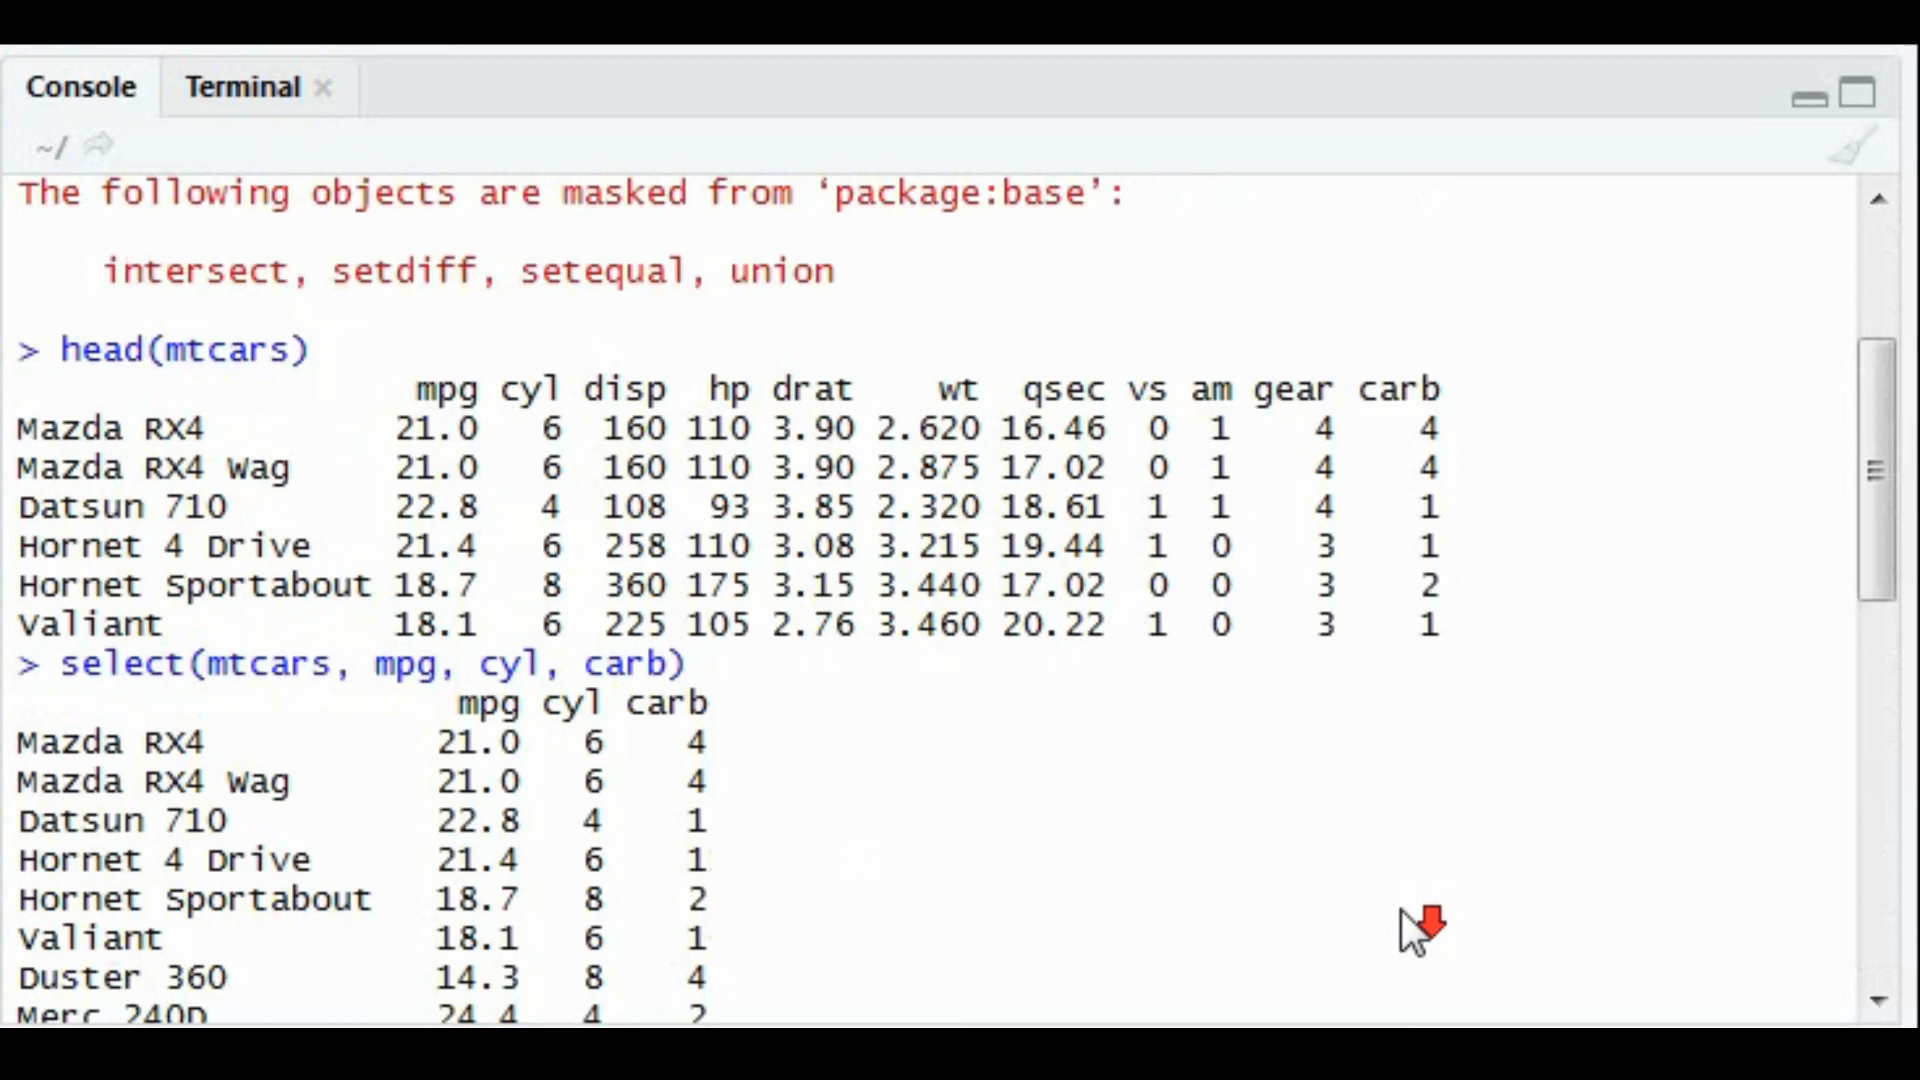 Console Terminal
~/
The following objects are masked from ‘package:base’:
intersect, setdiff, setequal, union
> head(mtcars)
mpg cyl disp hp drat wt qsec vs am gear carb
Mazda RX4 21.0 6 160 110 3.90 2.620 16.46 0 1 4 4
Mazda RX4 Wag 21.0 6 160 110 3.90 2.875 17.02 0 1 4 4
Datsun 710 22.8 4 108 93 3.85 2.320 18.61 1 1 4 1
Hornet 4 Drive 21.4 6 258 110 3.08 3.215 19.44 1 0 3 1
Hornet Sportabout 18.7 8 360 175 3.15 3.440 17.02 0 0 3 2
Valiant 18.1 6 225 105 2.76 3.460 20.22 1 0 3 1
> select(mtcars, mpg, cyl, carb)
mpg cyl carb
Mazda RX4 21.0 6 4
Mazda RX4 Wag 21.0 6 4
Datsun 710 22.8 4 1
Hornet 4 Drive 21.4 6 1
Hornet Sportabout 18.7 8 2
Valiant 18.1 6 1
Duster 360 14.3 8 4
Merc 240D 24.4 4 2